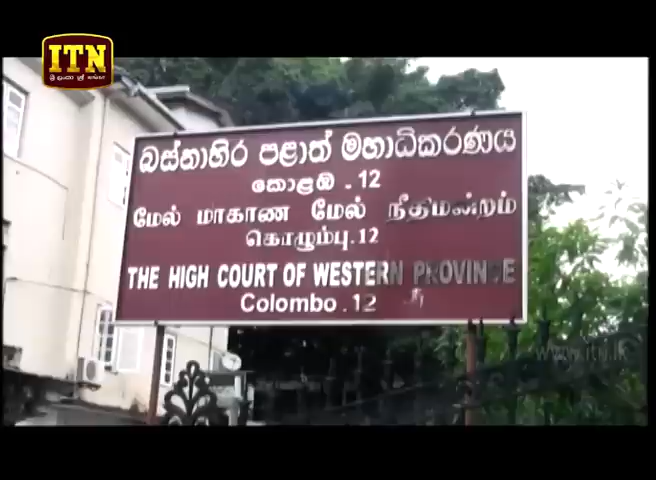 ITN
බස්නාහිර පළාත් මහාධිකරණය
කොළඹ . 12
மேல் மாகாண மேல் நீதிமன்றம்
கொழும்பு.12
THE HIGH COURT OF WESTERN PROVINCE
Colombo . 12
www.itn.lk